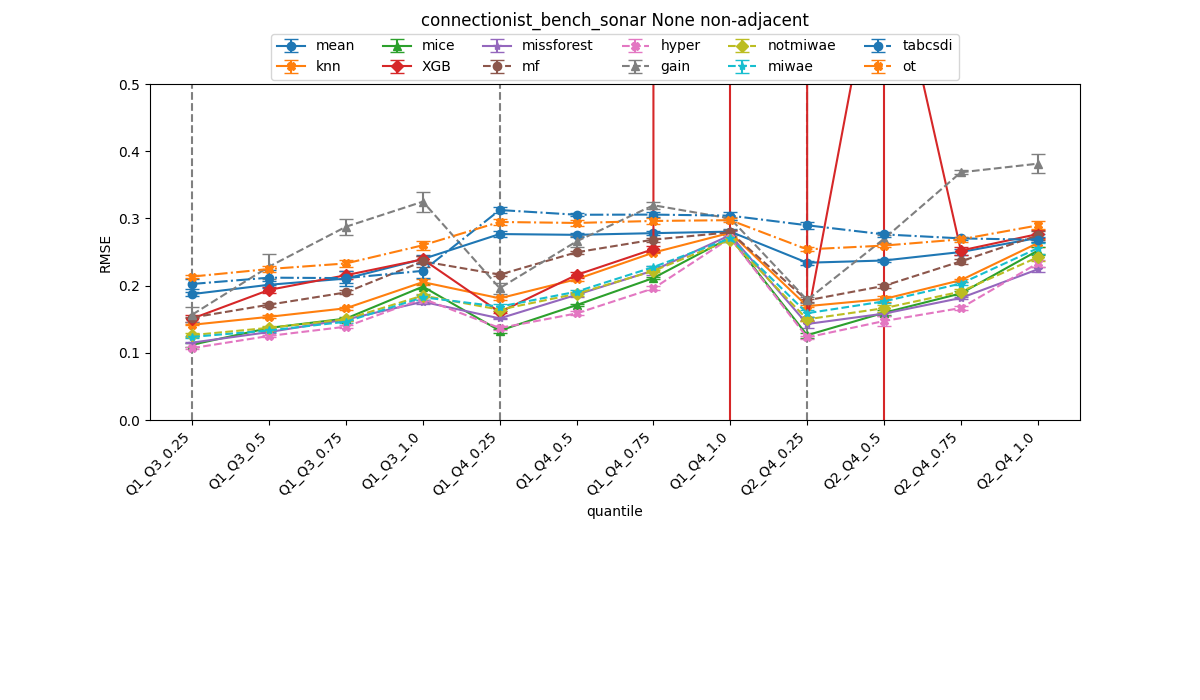 connectionist_bench_sonar None non-adjacent
mean mice missforest hyper notmiwae tabcsdi
knn XGB mf gain miwae ot
0.5
0.4
0.3
0.2
0.1
0.0
RMSE
Q1_Q3_0.25
Q1_Q3_0.5
Q1_Q3_0.75
Q1_Q3_1.0
Q1_Q4_0.25
Q1_Q4_0.5
Q1_Q4_0.75
Q1_Q4_1.0
Q2_Q4_0.25
Q2_Q4_0.5
Q2_Q4_0.75
Q2_Q4_1.0
quantile